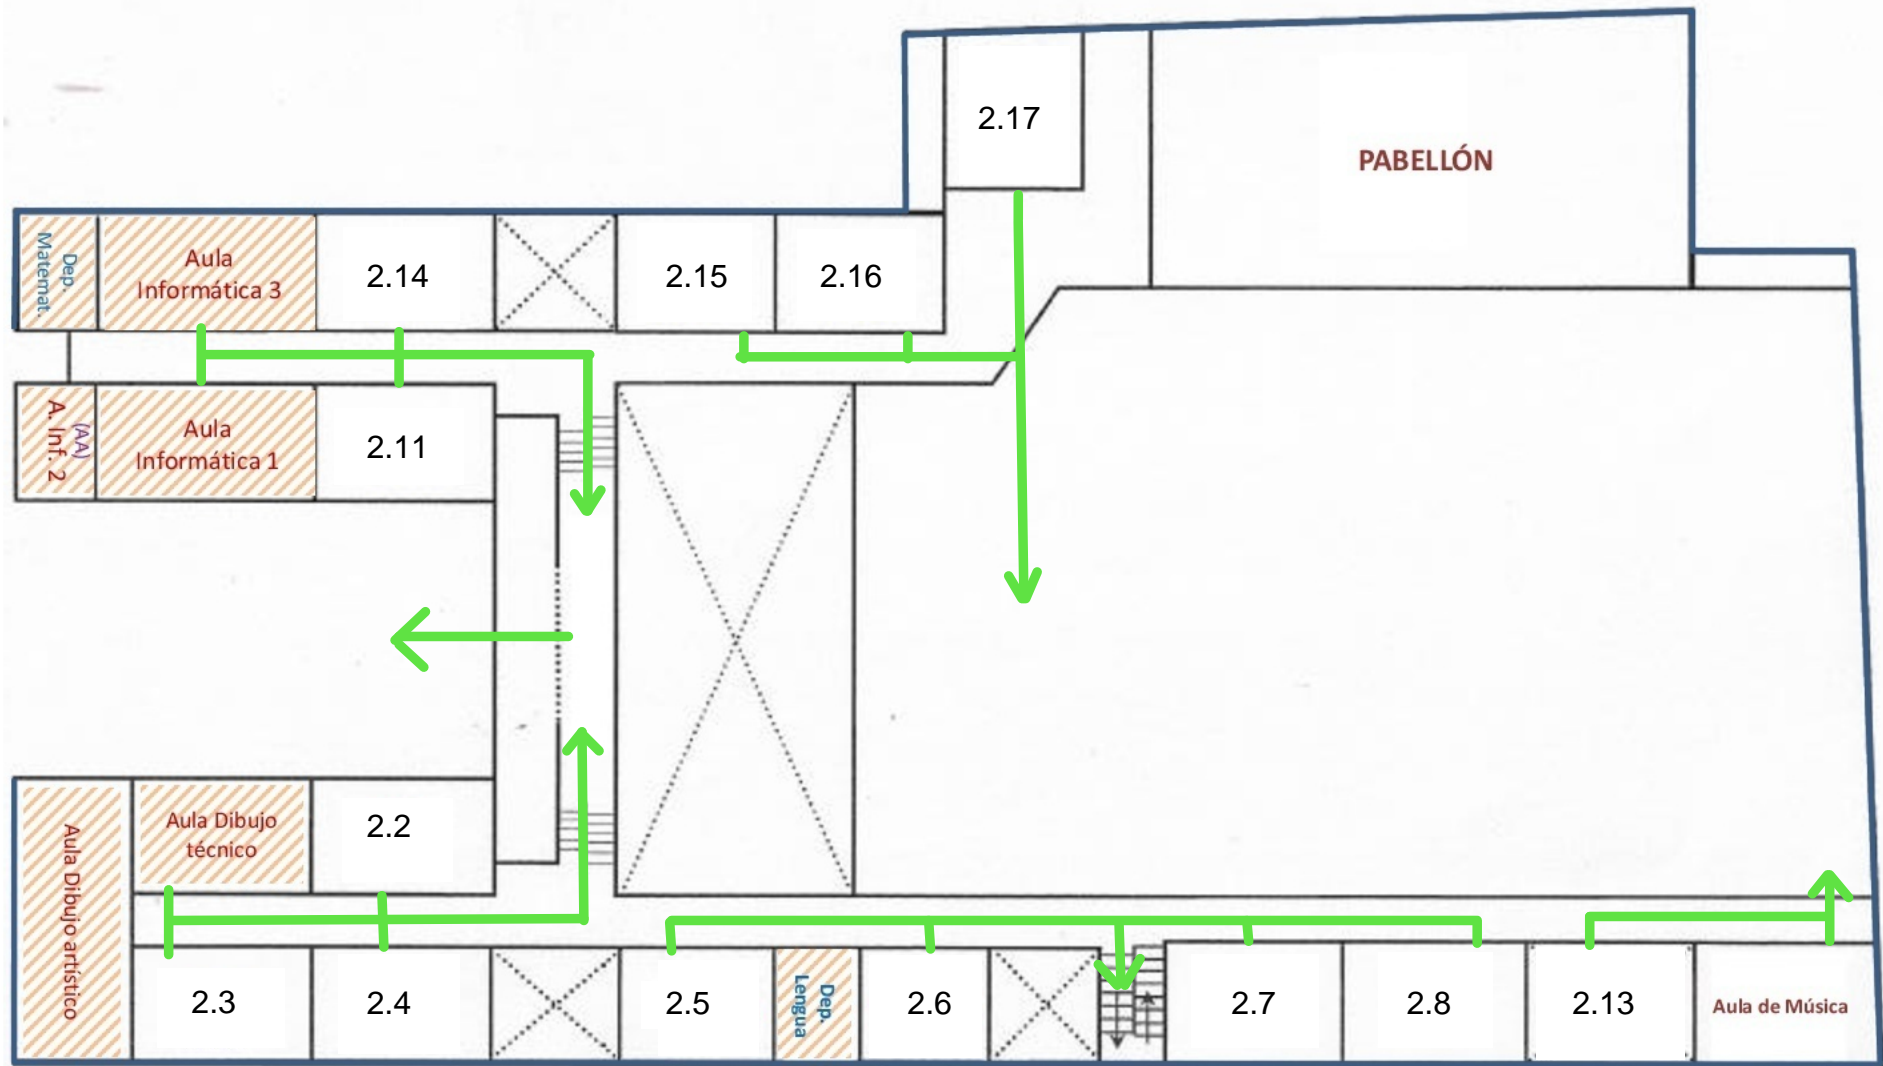 2.17
PABELLÓN
Dep.
Matemat.
Aula
Informática 3
2.14
2.15
2.16
A. Inf. 2
(AA)
Aula
Informática 1
2.11
Aula Dibujo artístico
Aula Dibujo
técnico
2.2
2.3
2.4
2.5
Dep.
Lengua
2.6
2.7
2.8
2.13
Aula de Música